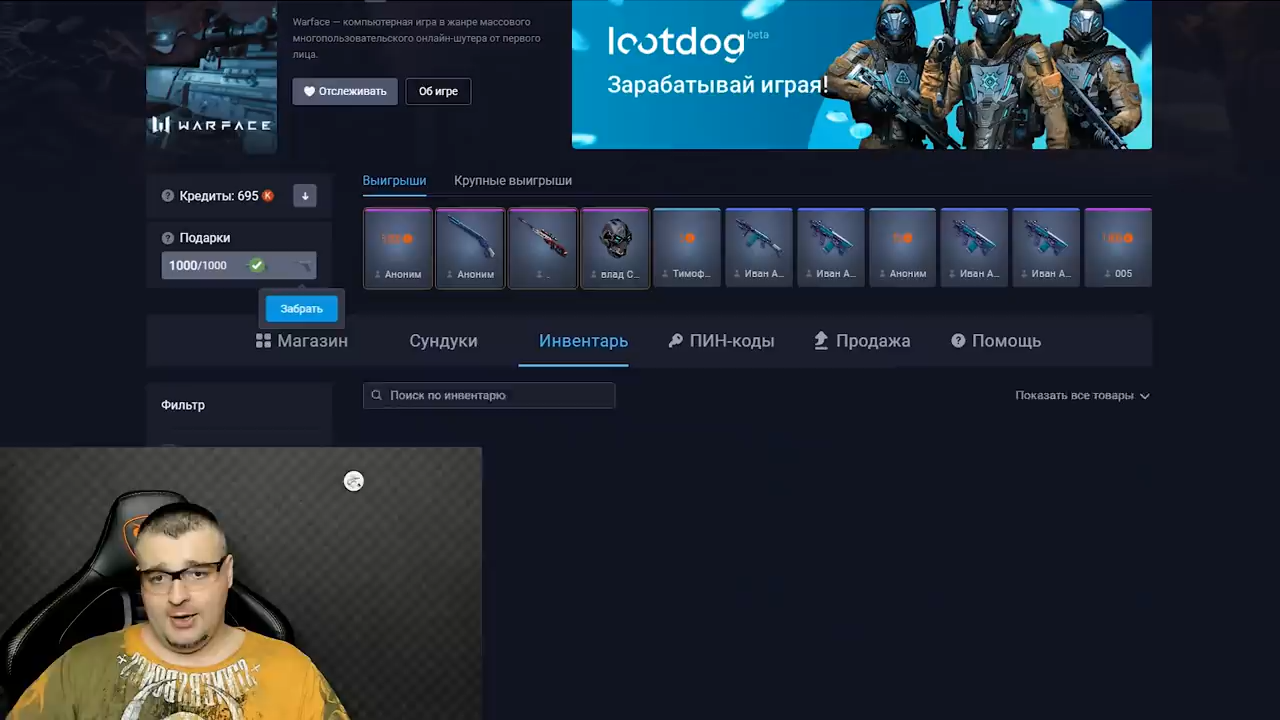 Warface — компьютерная игра в жанре массового
многопользовательского онлайн-шутера от первого
лица.
Отслеживать
Об игре
WARFACE
lootdog beta
Зарабатывай играя!
Кредиты: 695 K
Подарки
1000/1000
Забрать
Выигрыши
Крупные выигрыши
Аноним
Аноним
.
влад С...
Тимоф...
Иван А...
Иван А...
Аноним
Иван А...
Иван А...
005
Магазин
Сундуки
Инвентарь
ПИН-коды
Продажа
Помощь
Фильтр
Поиск по инвентарю
Показать все товары